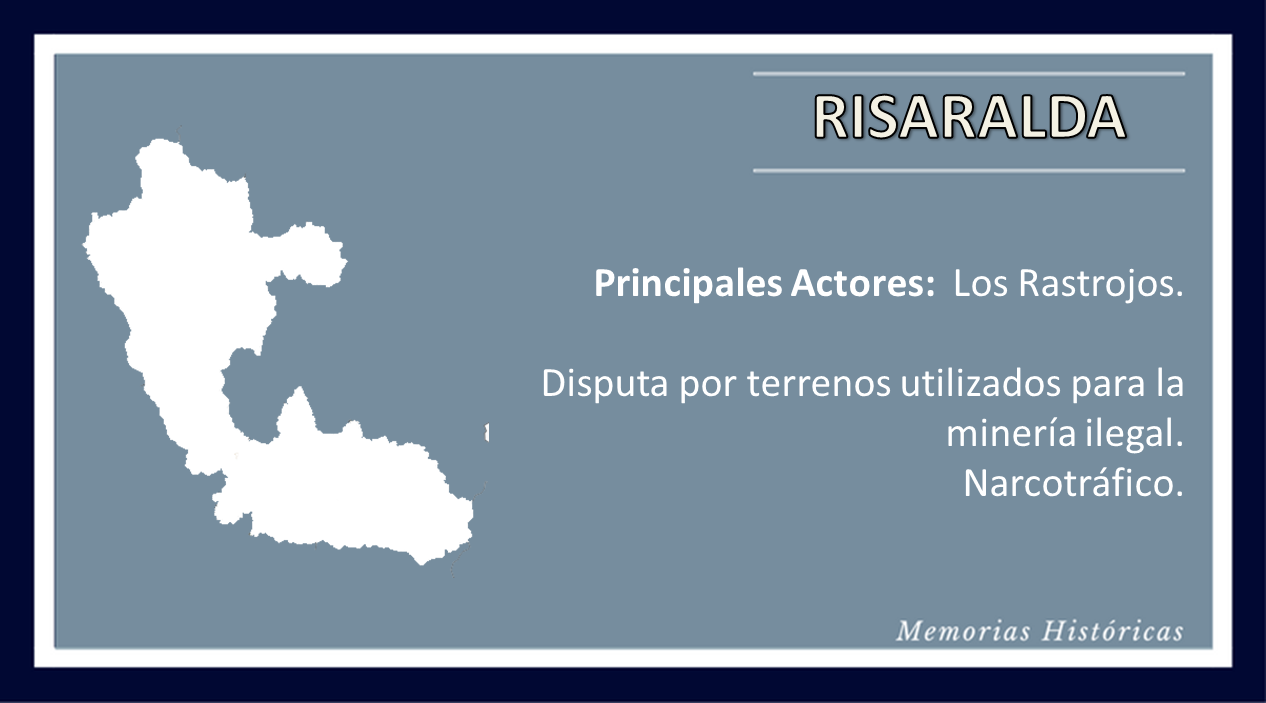 RISARALDA
Principales Actores: Los Rastrojos.
Disputa por terrenos utilizados para la
minería ilegal.
Narcotráfico.
Memorias Históricas